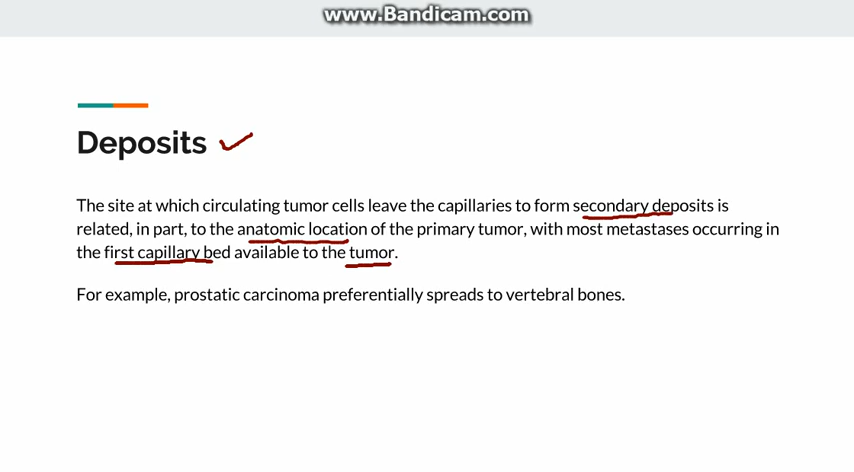 www.Bandicam.com
Deposits
The site at which circulating tumor cells leave the capillaries to form secondary deposits is
related, in part, to the anatomic location of the primary tumor, with most metastases occurring in
the first capillary bed available to the tumor.
For example, prostatic carcinoma preferentially spreads to vertebral bones.